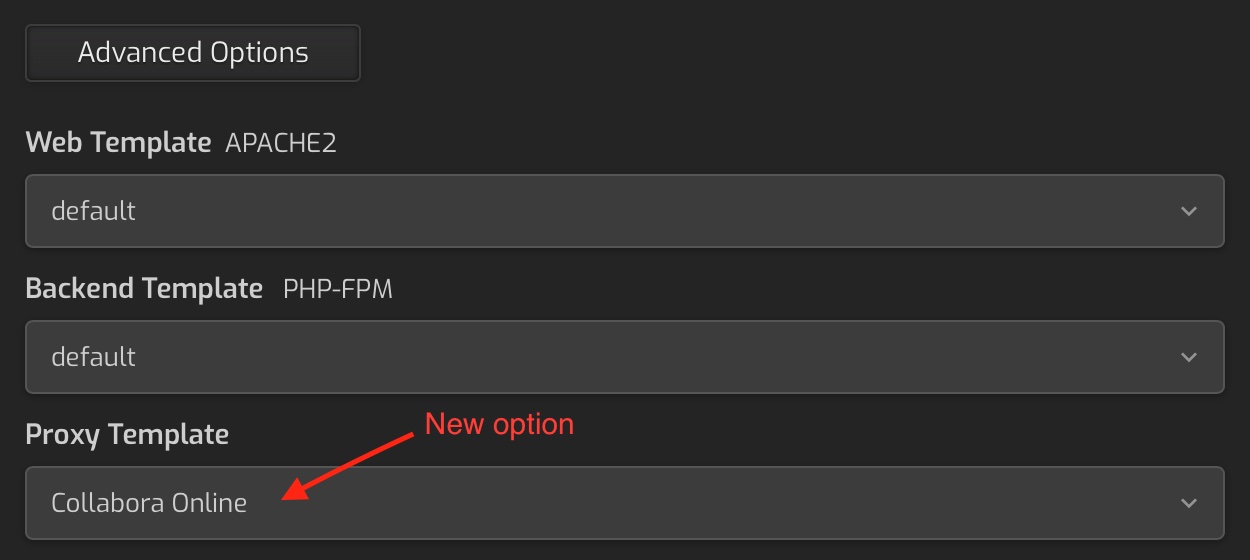 Advanced Options
Web Template APACHE2
default
Backend Template PHP-FPM
default
New option
Proxy Template
Collabora Online